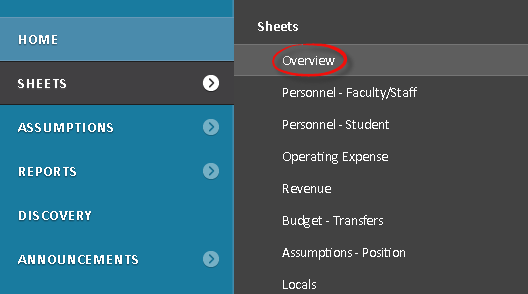 HOME
SHEETS
ASSUMPTIONS
REPORTS
DISCOVERY
ANNOUNCEMENTS
Sheets
Overview
Personnel - Faculty/Staff
Personnel - Student
Operating Expense
Revenue
Budget - Transfers
Assumptions - Position
Locals